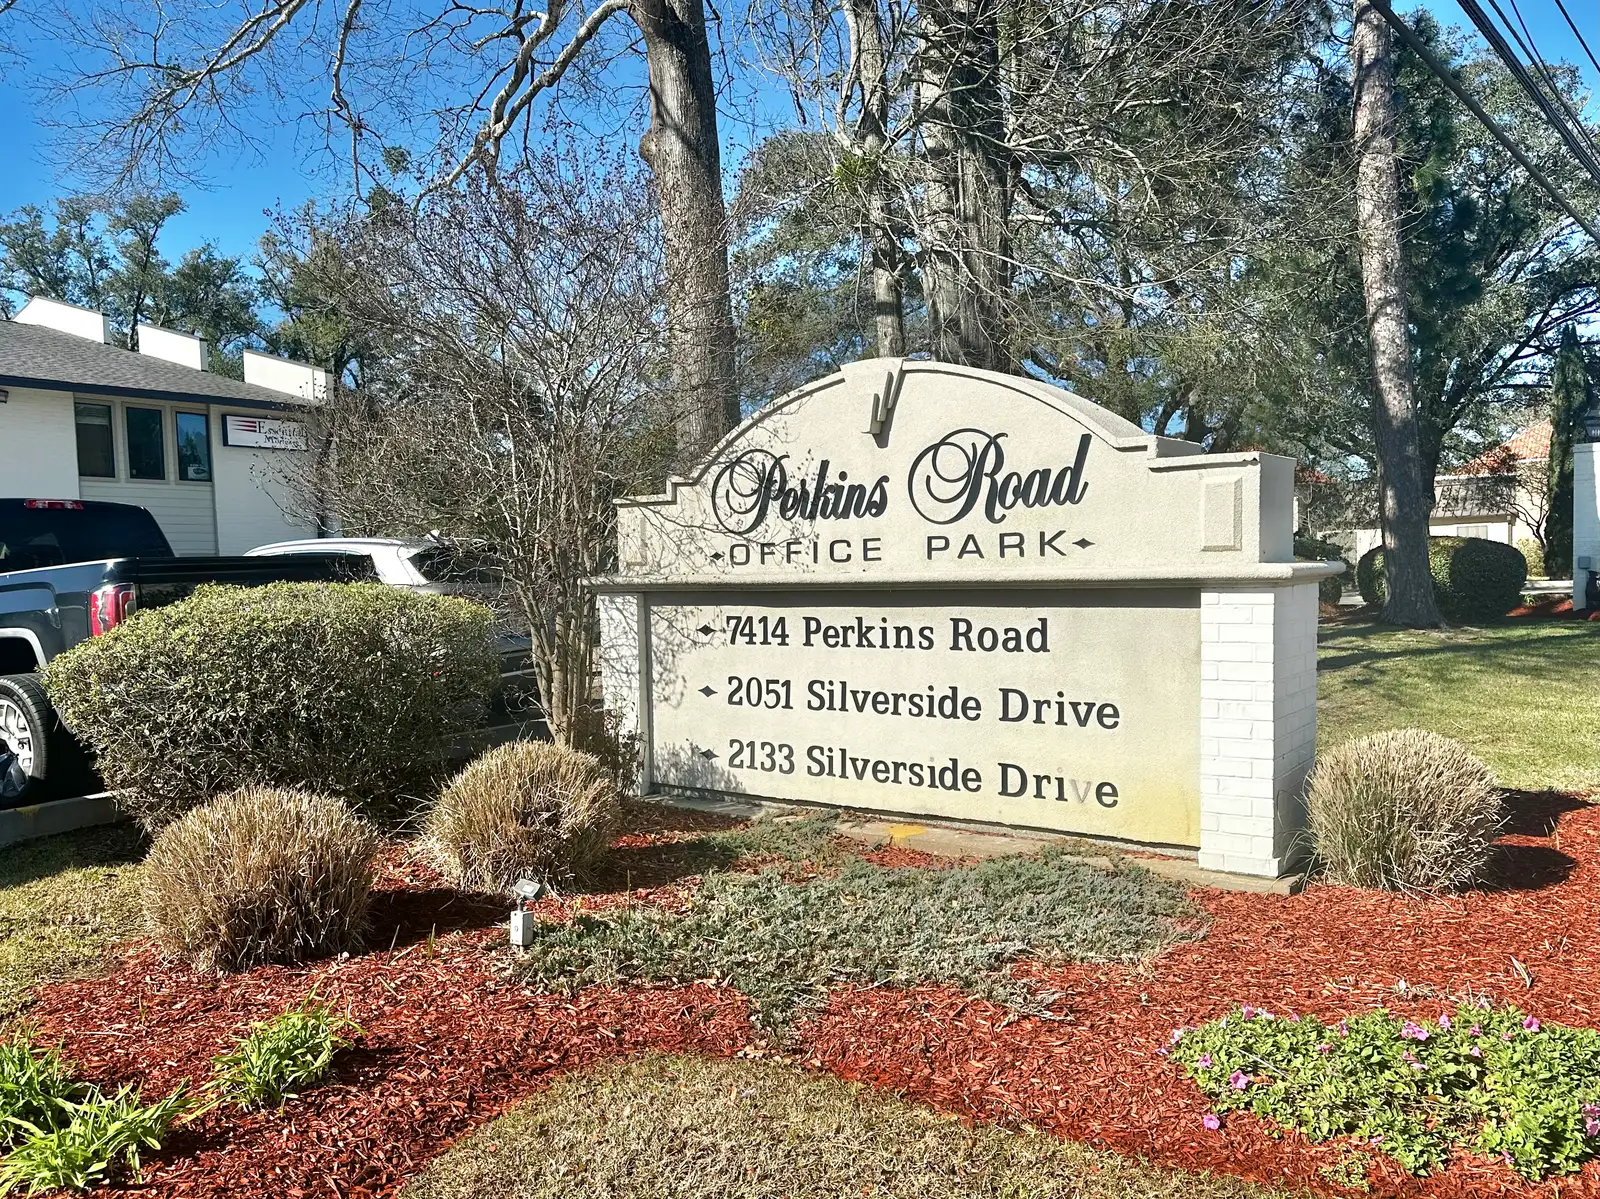 Perkins Road
OFFICE PARK
7414 Perkins Road
2051 Silverside Drive
2133 Silverside Drive